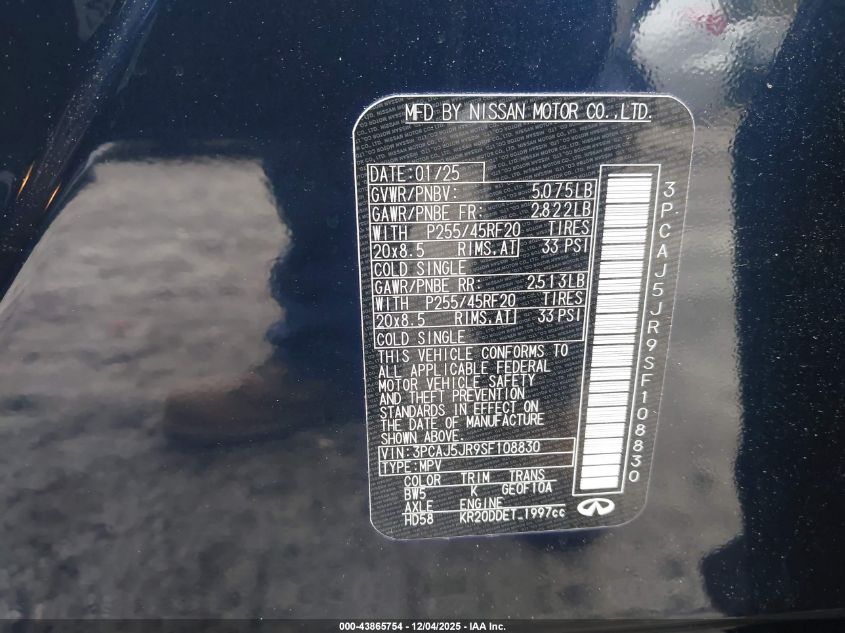 MFD BY NISSAN MOTOR CO.,LTD.
DATE:01/25
GVWR/PNBV: 5,075LB
GAWR/PNBE FR: 2,822LB
WITH P255/45RF20 TIRES
20x8.5 RIMS,AT 33 PSI
COLD SINGLE
GAWR/PNBE RR: 2513LB
WITH P255/45RF20 TIRES
20x8.5 RIMS,AT 33 PSI
COLD SINGLE
THIS VEHICLE CONFORMS TO
ALL APPLICABLE FEDERAL
MOTOR VEHICLE SAFETY
AND THEFT PREVENTION
STANDARDS IN EFFECT ON
THE DATE OF MANUFACTURE
SHOWN ABOVE.
VIN:3PCAJ5JR9SF108830
TYPE:MPV
COLOR TRIM TRANS
BW5 K GE0F10A
AXLE ENGINE
HD58 KR20DDET 1997cc
3PCAJ5JR9SF108830
000-43865754 - 12/04/2025 - IAA Inc.